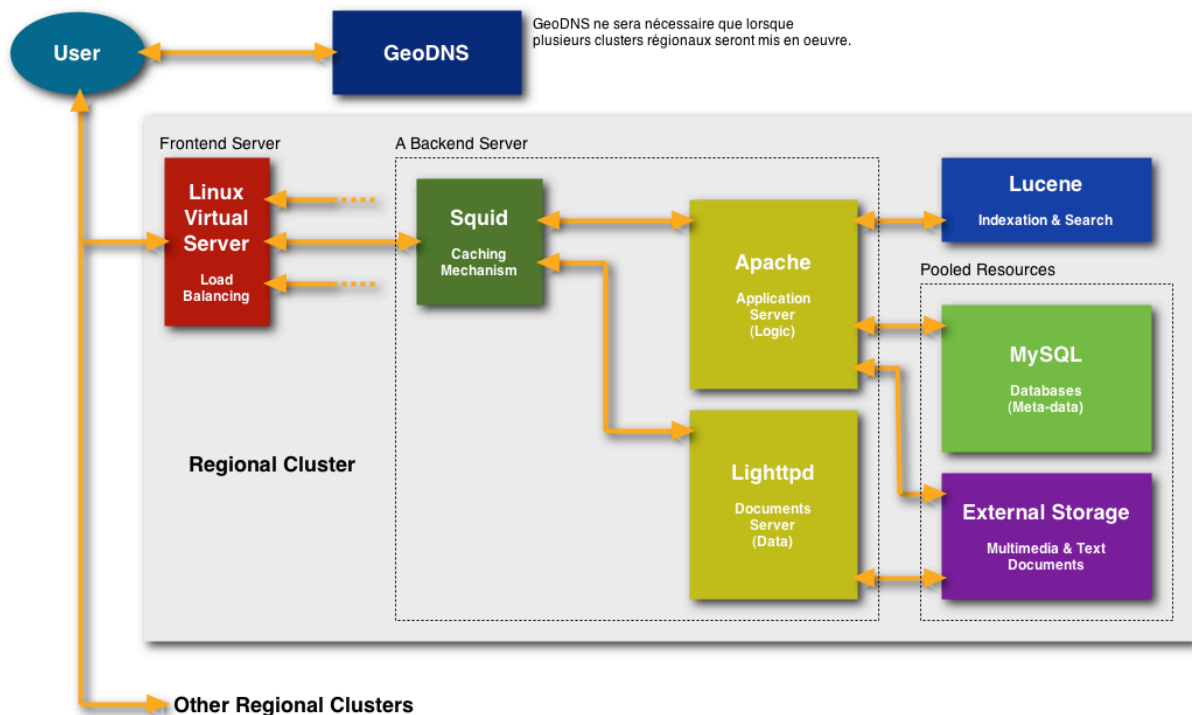 User
GeoDNS
GeoDNS ne sera nécessaire que lorsque
plusieurs clusters régionaux seront mis en oeuvre.
Frontend Server
Linux
Virtual
Server
Load
Balancing
A Backend Server
Squid
Caching
Mechanism
Apache
Application
Server
(Logic)
Lighttpd
Documents
Server
(Data)
Lucene
Indexation & Search
Pooled Resources
MySQL
Databases
(Meta-data)
External Storage
Multimedia & Text
Documents
Regional Cluster
Other Regional Clusters